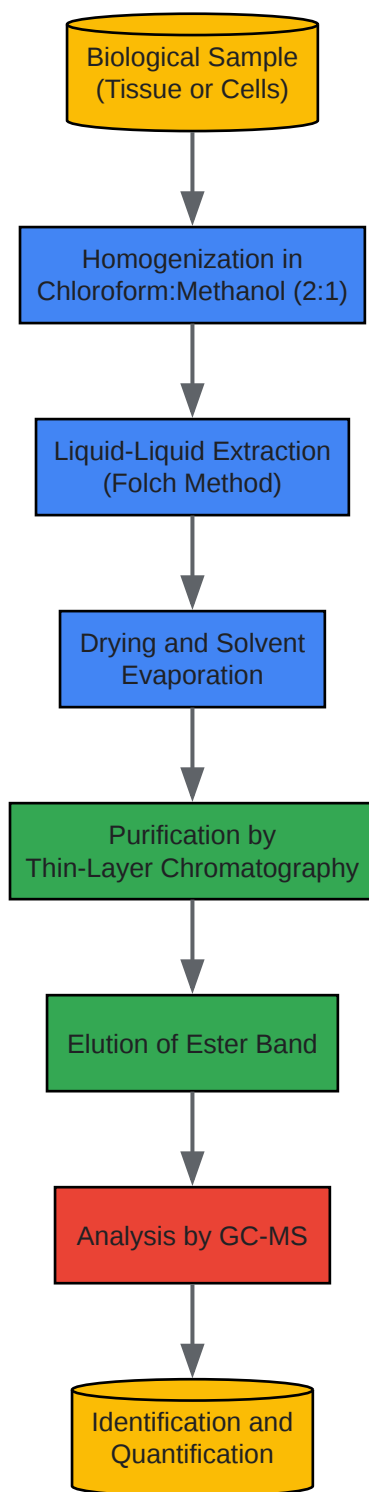 Biological Sample
(Tissue or Cells)
Homogenization in
Chloroform:Methanol (2:1)
Liquid-Liquid Extraction
(Folch Method)
Drying and Solvent
Evaporation
Purification by
Thin-Layer Chromatography
Elution of Ester Band
Analysis by GC-MS
Identification and
Quantification